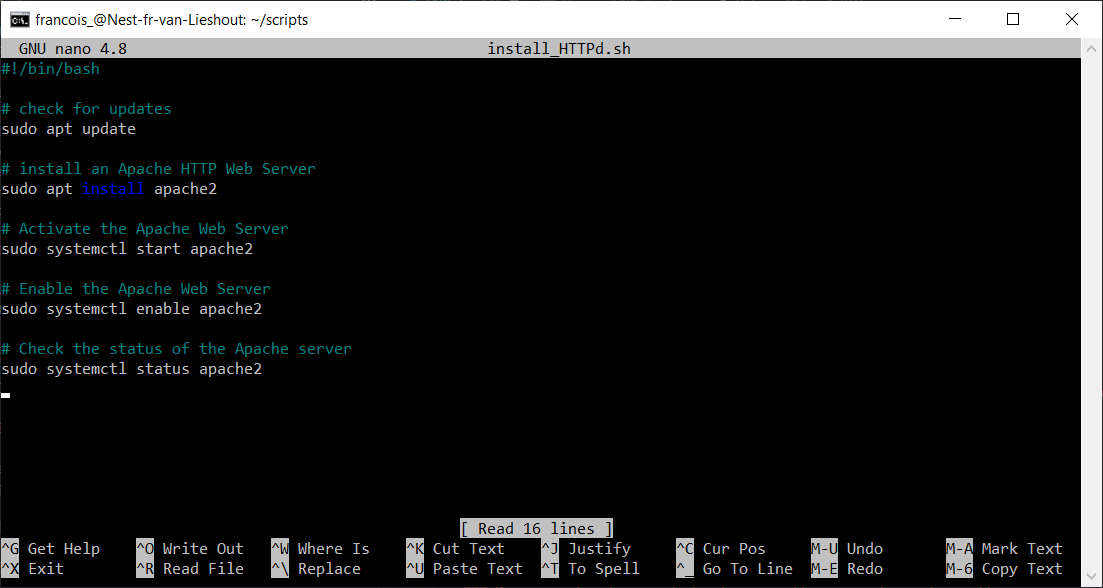 francois_@Nest-fr-van-Lieshout: ~/scripts
GNU nano 4.8 install_HTTPd.sh
#!/bin/bash
# check for updates
sudo apt update
# install an Apache HTTP Web Server
sudo apt install apache2
# Activate the Apache Web Server
sudo systemctl start apache2
# Enable the Apache Web Server
sudo systemctl enable apache2
# Check the status of the Apache server
sudo systemctl status apache2
[ Read 16 lines ]
^G Get Help ^O Write Out ^W Where Is ^K Cut Text ^J Justify ^C Cur Pos M-U Undo M-A Mark Text
^X Exit ^R Read File ^\ Replace ^U Paste Text ^T To Spell ^_ Go To Line M-E Redo M-6 Copy Text